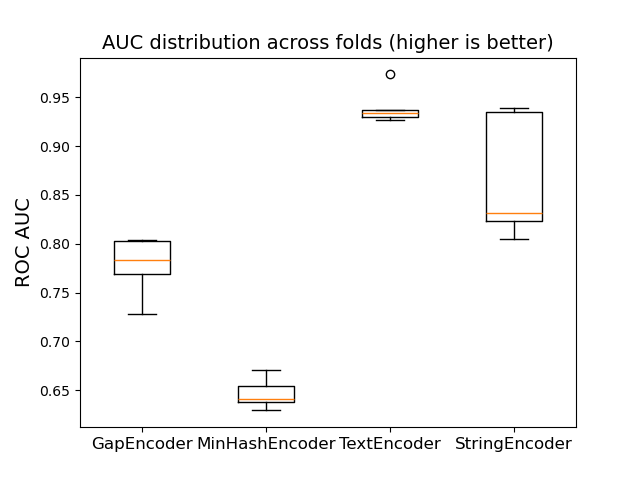 AUC distribution across folds (higher is better)
ROC AUC
0.95
0.90
0.85
0.80
0.75
0.70
0.65
GapEncoder MinHashEncoder TextEncoder StringEncoder